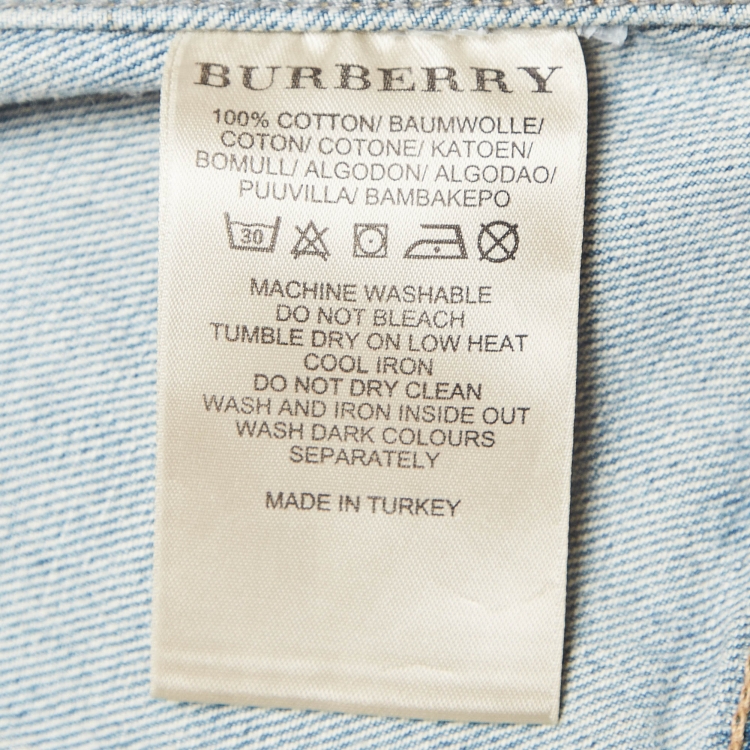 BURBERRY
100% COTTON/ BAUMWOLLE/
COTON/ COTONE/ KATOEN/
BOMULL/ ALGODON/ ALGODAO/
PUUVILLA/ BAMBAKEPO
30
MACHINE WASHABLE
DO NOT BLEACH
TUMBLE DRY ON LOW HEAT
COOL IRON
DO NOT DRY CLEAN
WASH AND IRON INSIDE OUT
WASH DARK COLOURS
SEPARATELY
MADE IN TURKEY